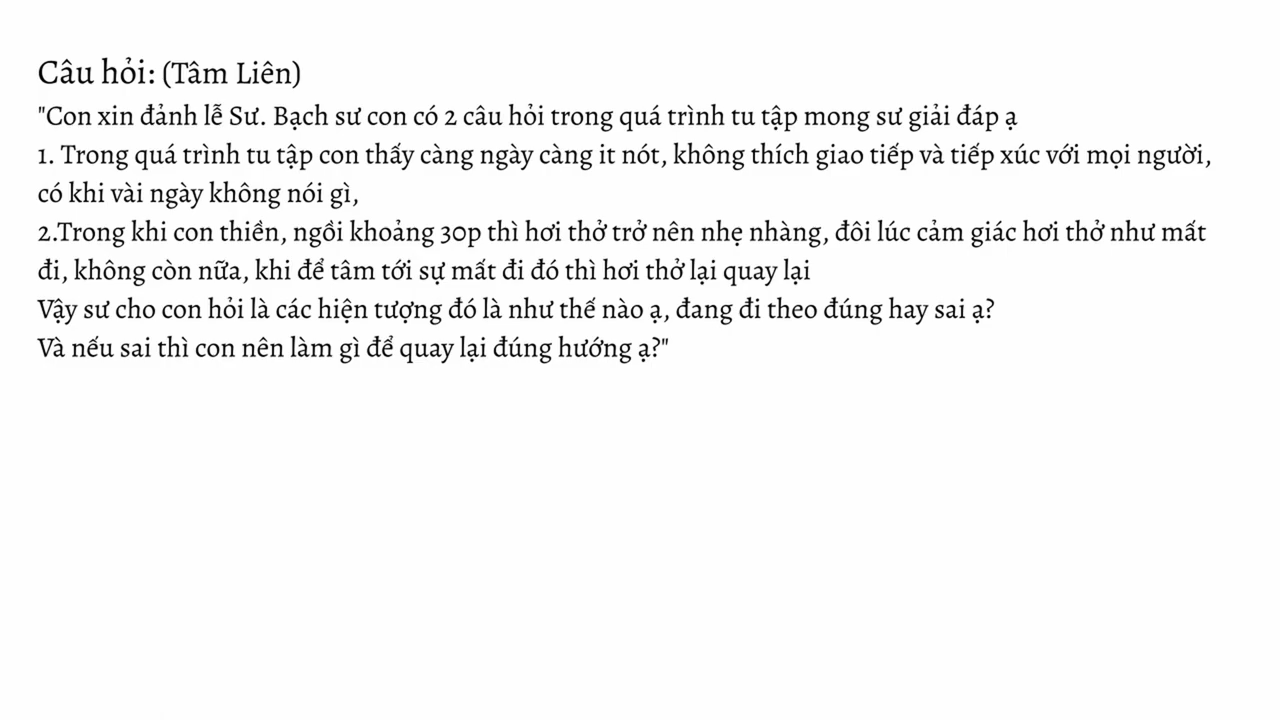 Câu hỏi: (Tâm Liên)
"Con xin đảnh lễ Sư. Bạch sư con có 2 câu hỏi trong quá trình tu tập mong sư giải đáp ạ
1. Trong quá trình tu tập con thấy càng ngày càng it nót, không thích giao tiếp và tiếp xúc với mọi người,
có khi vài ngày không nói gì,
2.Trong khi con thiền, ngồi khoảng 30p thì hơi thở trở nên nhẹ nhàng, đôi lúc cảm giác hơi thở như mất
đi, không còn nữa, khi để tâm tới sự mất đi đó thì hơi thở lại quay lại
Vậy sư cho con hỏi là các hiện tượng đó là như thế nào ạ, đang đi theo đúng hay sai ạ?
Và nếu sai thì con nên làm gì để quay lại đúng hướng ạ?"